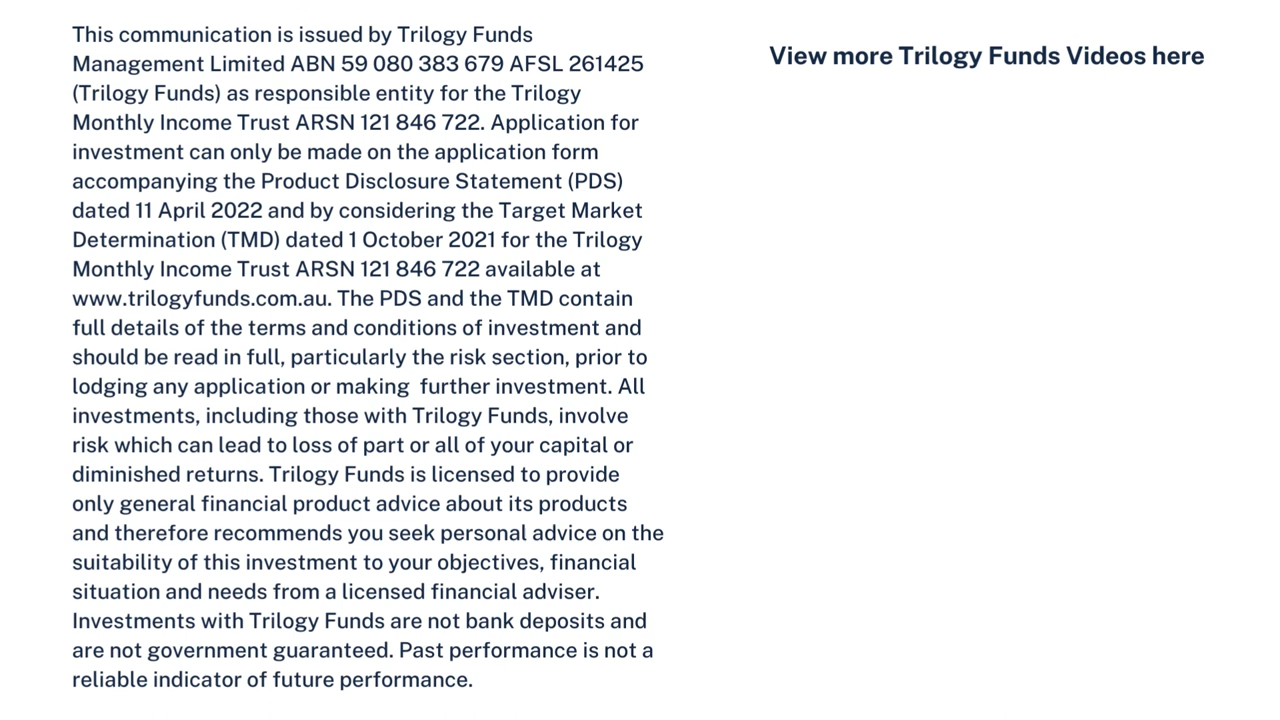 This communication is issued by Trilogy Funds
Management Limited ABN 59 080 383 679 AFSL 261425
(Trilogy Funds) as responsible entity for the Trilogy
Monthly Income Trust ARSN 121 846 722. Application for
investment can only be made on the application form
accompanying the Product Disclosure Statement (PDS)
dated 11 April 2022 and by considering the Target Market
Determination (TMD) dated 1 October 2021 for the Trilogy
Monthly Income Trust ARSN 121 846 722 available at
www.trilogyfunds.com.au. The PDS and the TMD contain
full details of the terms and conditions of investment and
should be read in full, particularly the risk section, prior to
lodging any application or making  further investment. All
investments, including those with Trilogy Funds, involve
risk which can lead to loss of part or all of your capital or
diminished returns. Trilogy Funds is licensed to provide
only general financial product advice about its products
and therefore recommends you seek personal advice on the
suitability of this investment to your objectives, financial
situation and needs from a licensed financial adviser.
Investments with Trilogy Funds are not bank deposits and
are not government guaranteed. Past performance is not a
reliable indicator of future performance.
View more Trilogy Funds Videos here